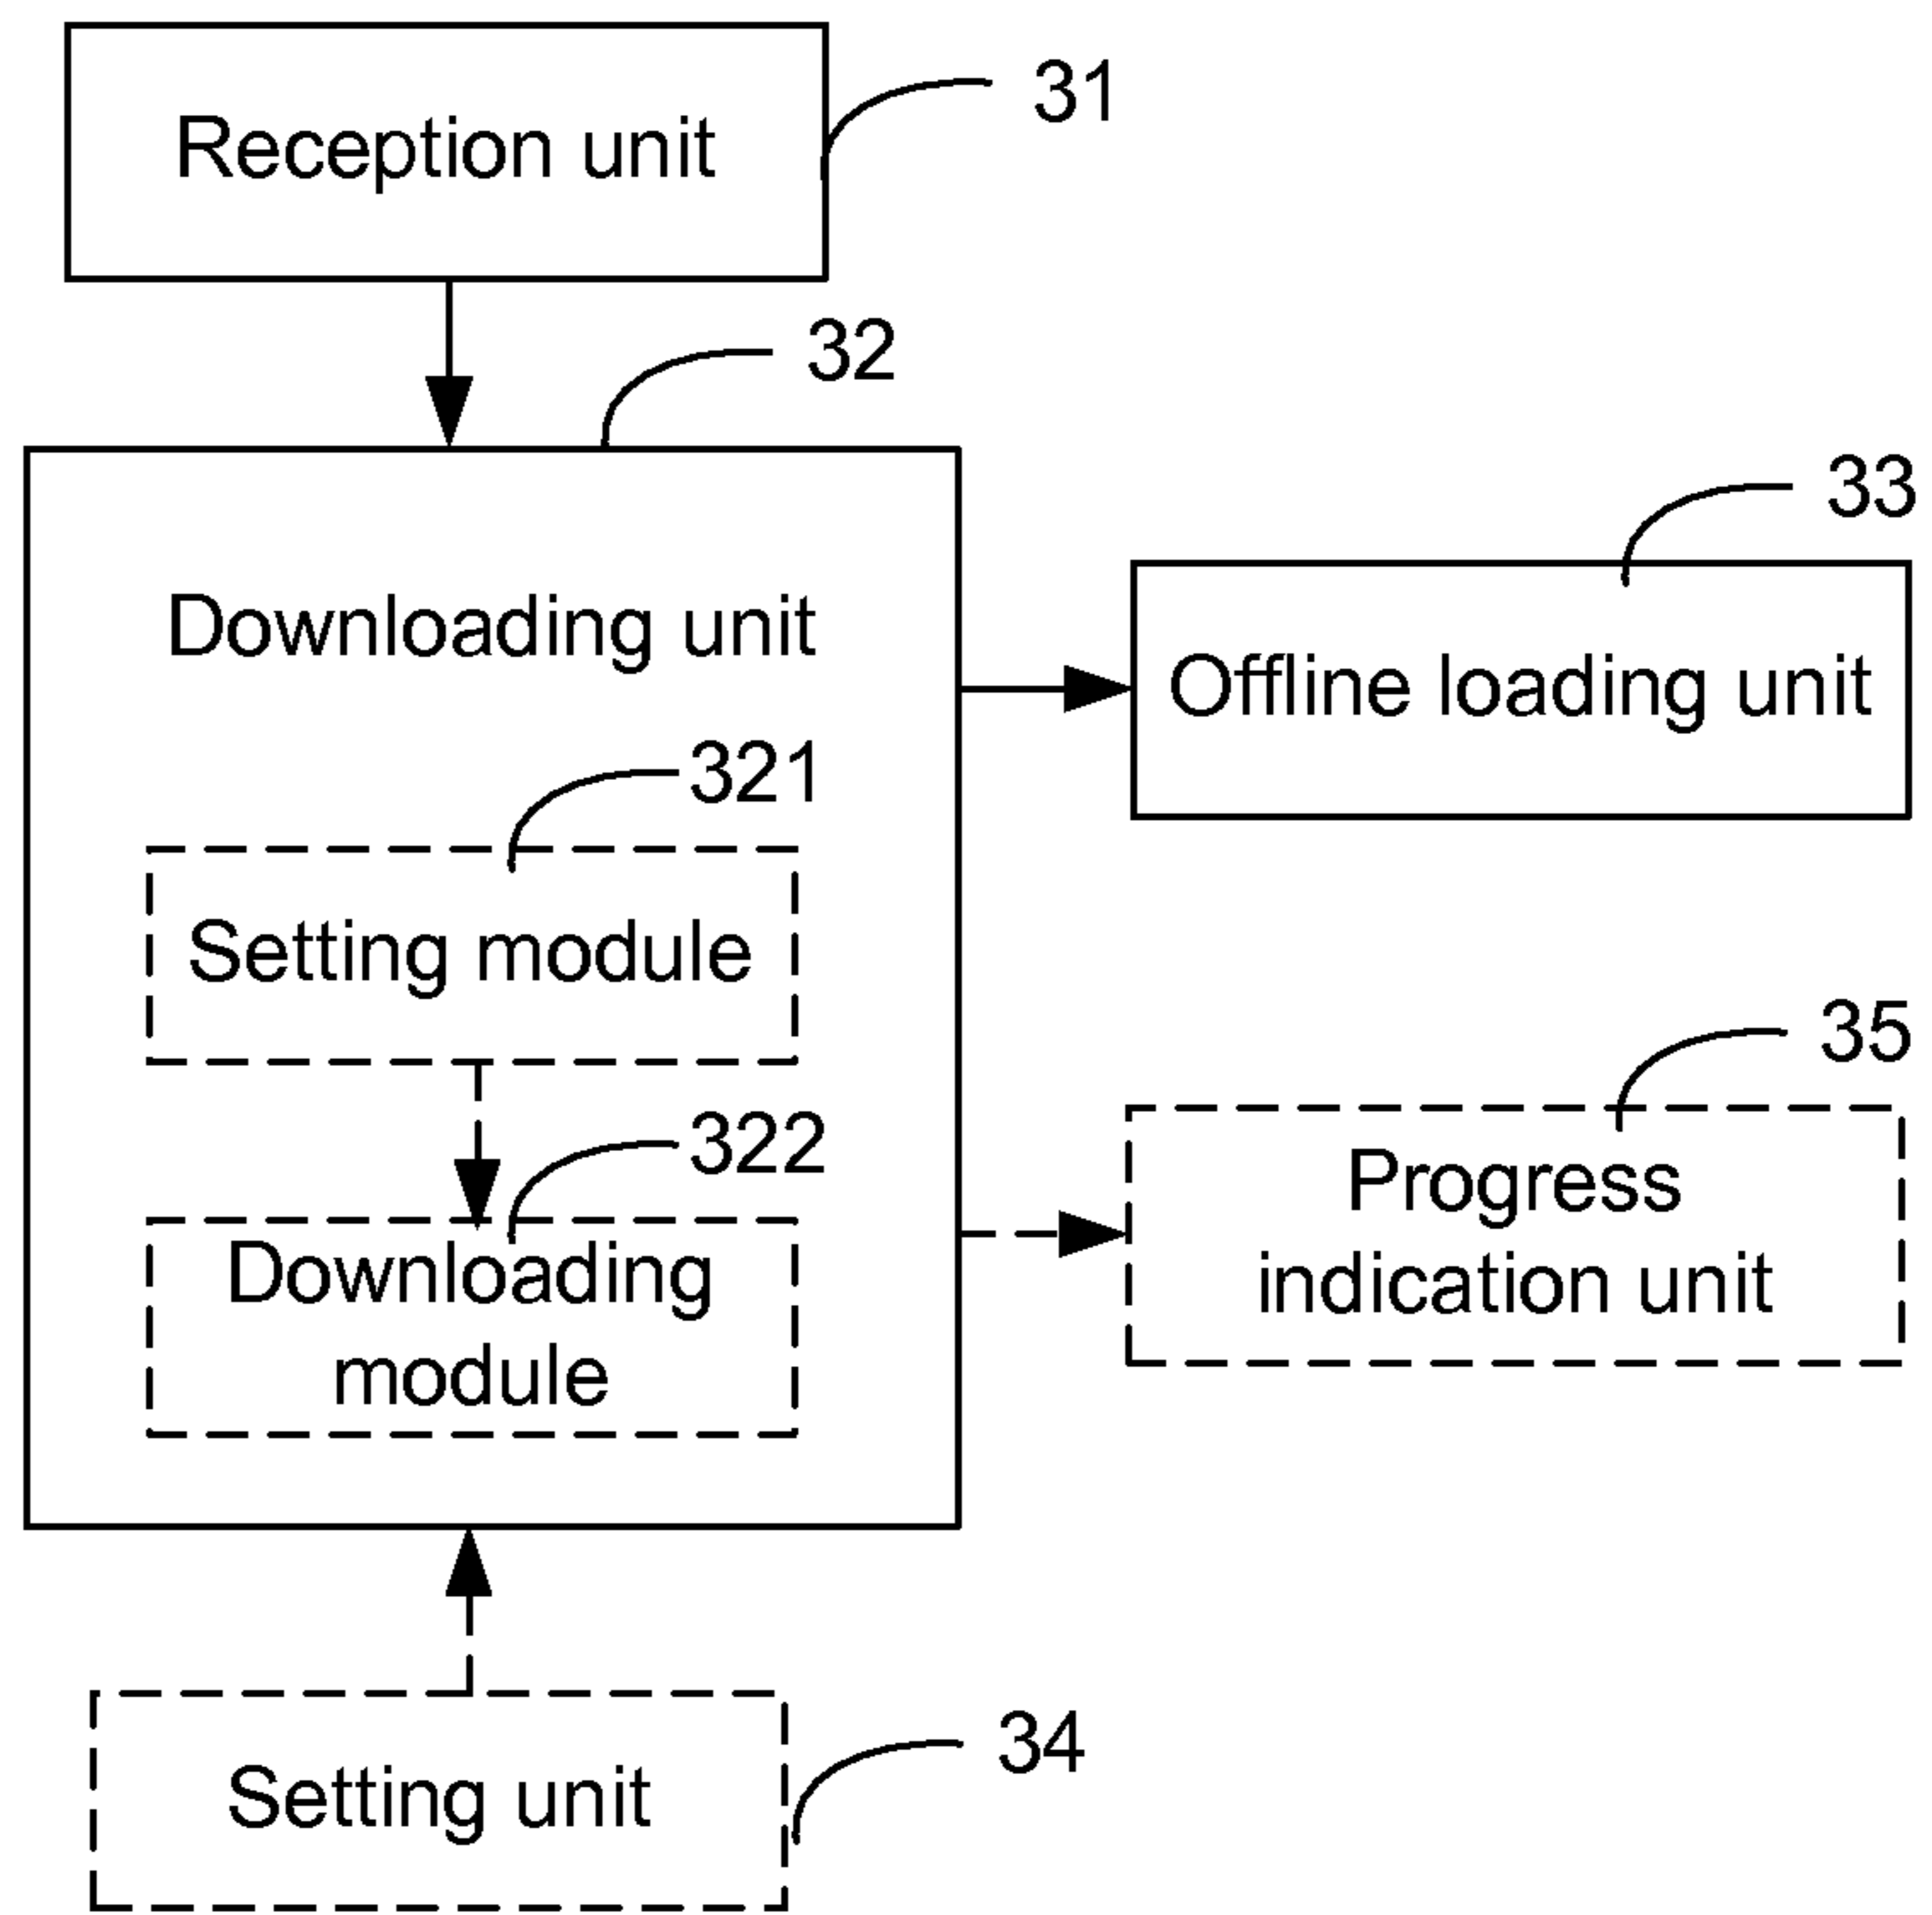 Reception unit
31
32
Downloading unit
33
Offline loading unit
321
Setting module
322
Downloading
module
35
Progress
indication unit
34
Setting unit